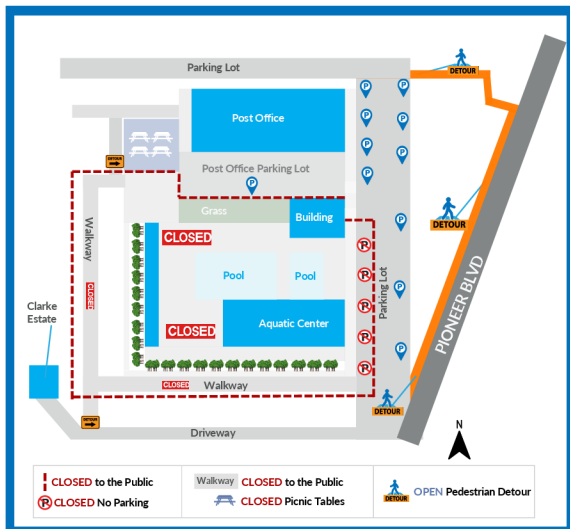 Parking Lot
DETOUR
P
P
Post Office
P
P
P
P
DETOUR
Post Office Parking Lot
P
P
P
Grass
Building
DETOUR
P
Walkway
CLOSED
P
Pool
Pool
P
PIONEER BLVD
CLOSED
P
Parking Lot
P
Clarke
Estate
P
CLOSED
Aquatic Center
P
P
P
CLOSED
Walkway
DETOUR
DETOUR
Driveway
N
CLOSED to the Public
Walkway CLOSED to the Public
P CLOSED No Parking
CLOSED Picnic Tables
DETOUR
OPEN Pedestrian Detour